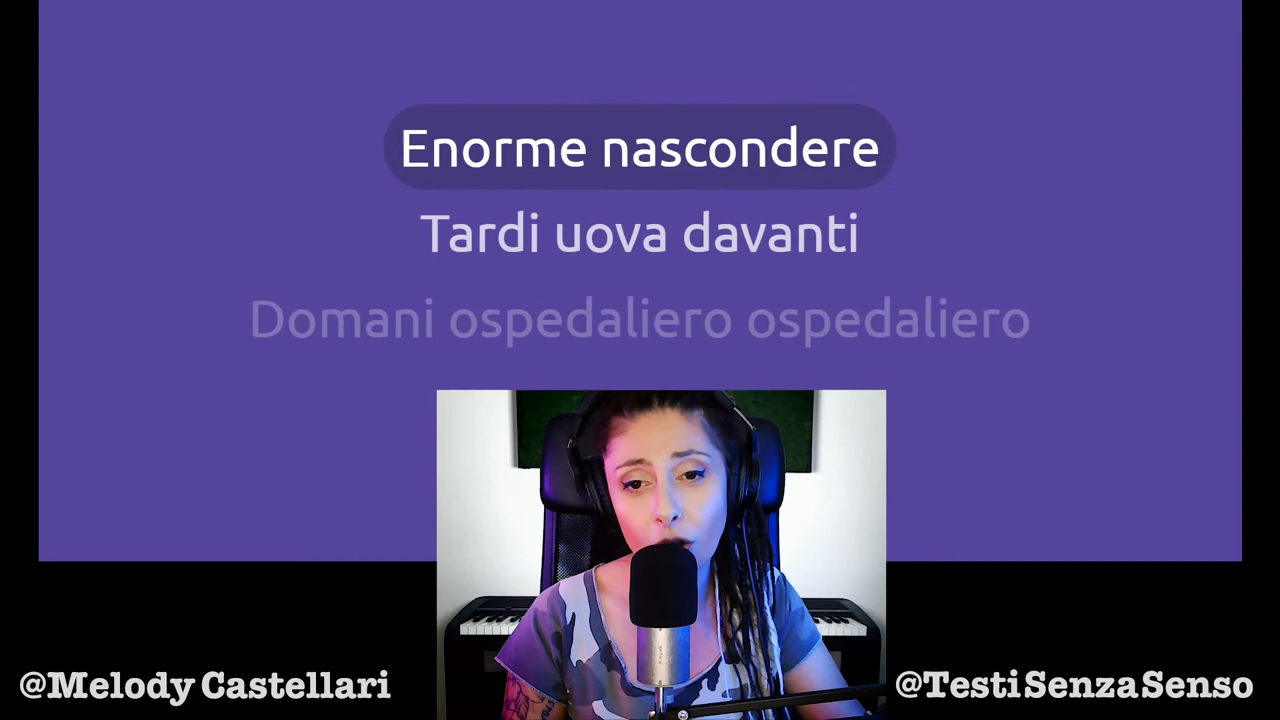 Enorme nascondere
Tardi uova davanti
Domani ospedaliero ospedaliero
@Melody Castellari
@TestiSenzaSenso